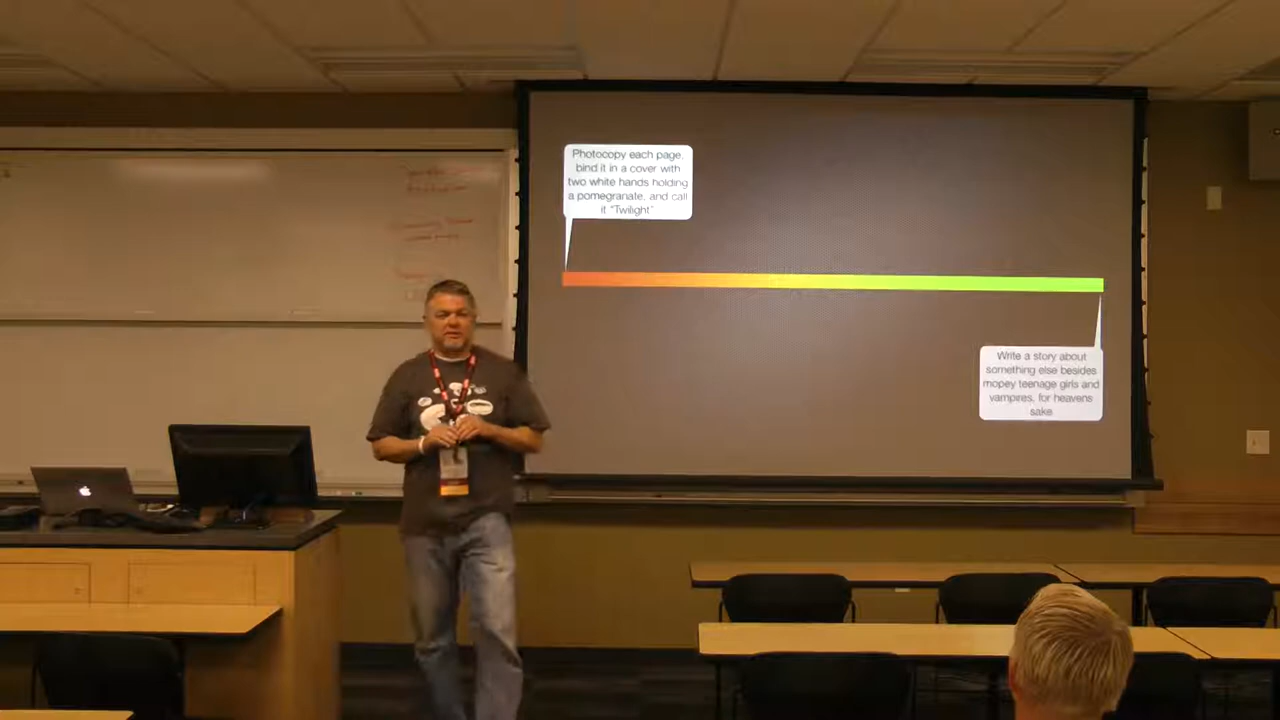 Photocopy each page,
bind it in a cover with
two white hands holding
a pomegranate, and call
it "Twilight"
Write a story about
something else besides
mopey teenage girls and
vampires, for heavens
sake